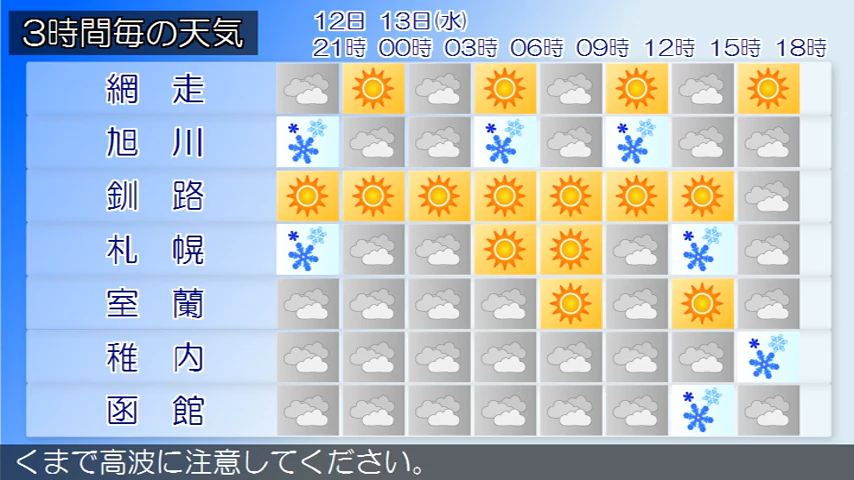 3時間毎の天気
12日 13日(水)
21時 00時 03時 06時 09時 12時 15時 18時
網走
旭川
釧路
札幌
室蘭
稚内
函館
くまで高波に注意してください。